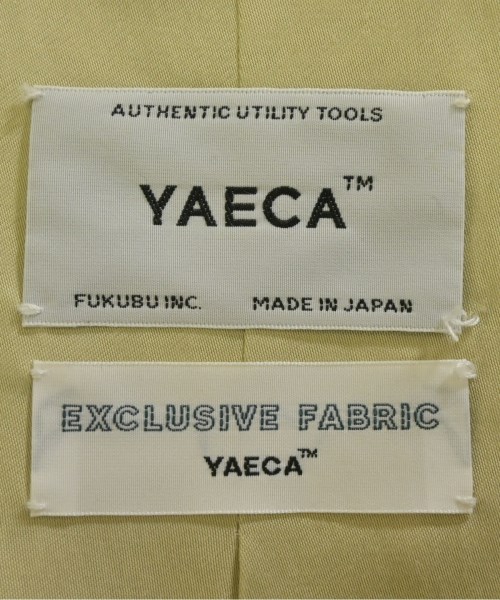 AUTHENTIC UTILITY TOOLS
YAECA™
FUKUBU INC. MADE IN JAPAN
EXCLUSIVE FABRIC
YAECA™